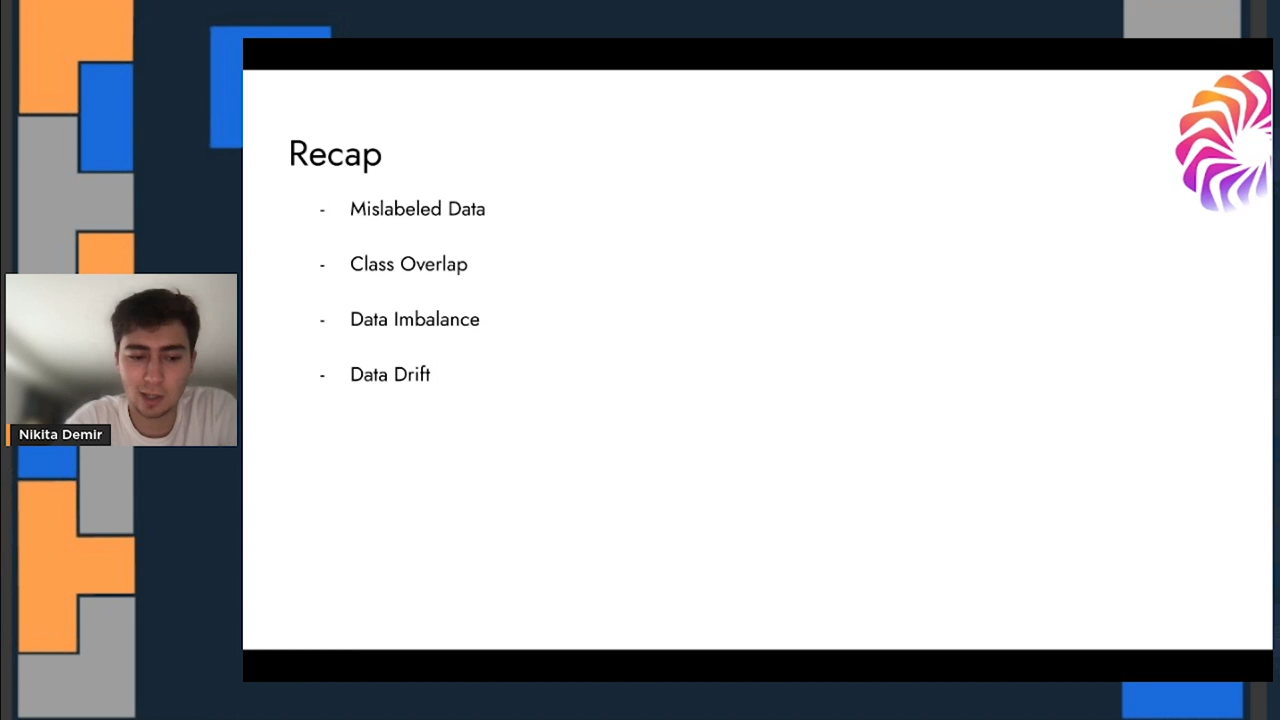 Recap
- Mislabeled Data
- Class Overlap
- Data Imbalance
- Data Drift
Nikita Demir